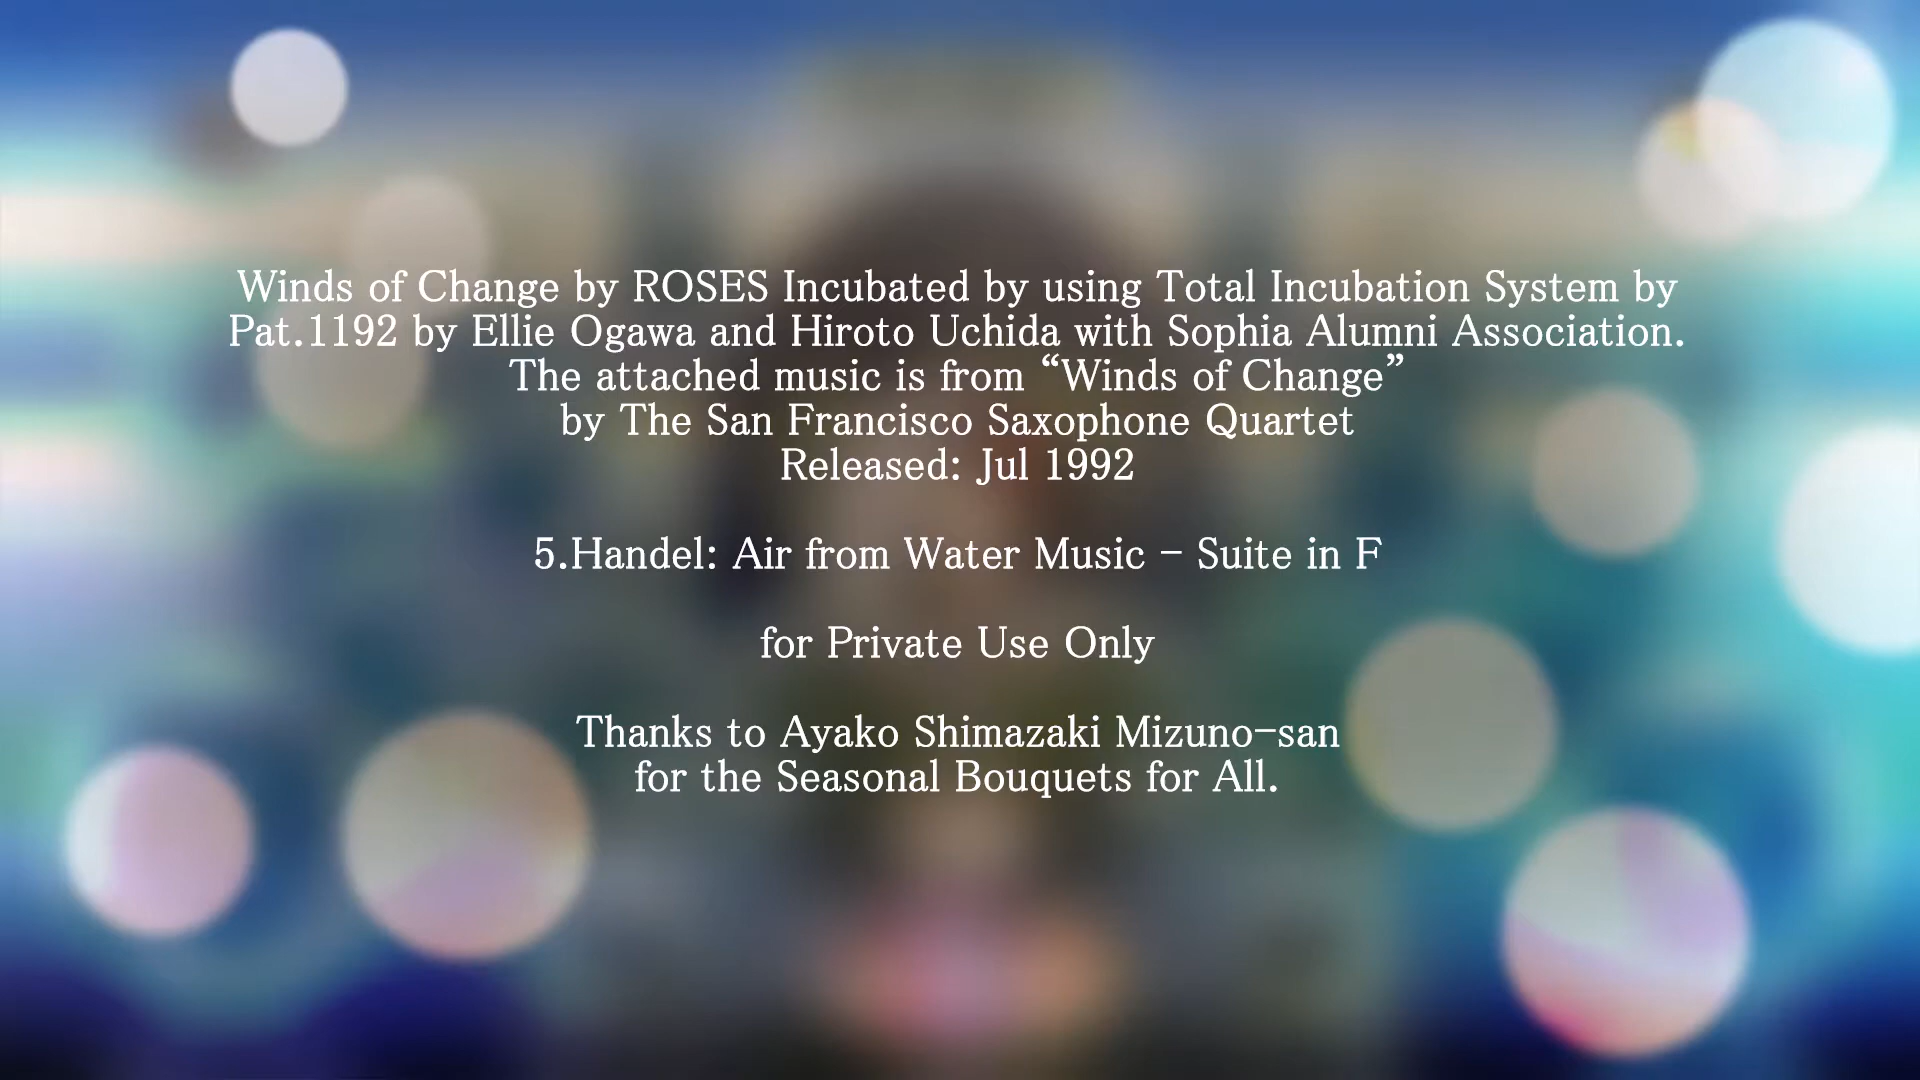 Winds of Change by ROSES Incubated by using Total Incubation System by
Pat.1192 by Ellie Ogawa and Hiroto Uchida with Sophia Alumni Association.
The attached music is from “Winds of Change”
by The San Francisco Saxophone Quartet
Released: Jul 1992
5.Handel: Air from Water Music - Suite in F
for Private Use Only
Thanks to Ayako Shimazaki Mizuno-san
for the Seasonal Bouquets for All.